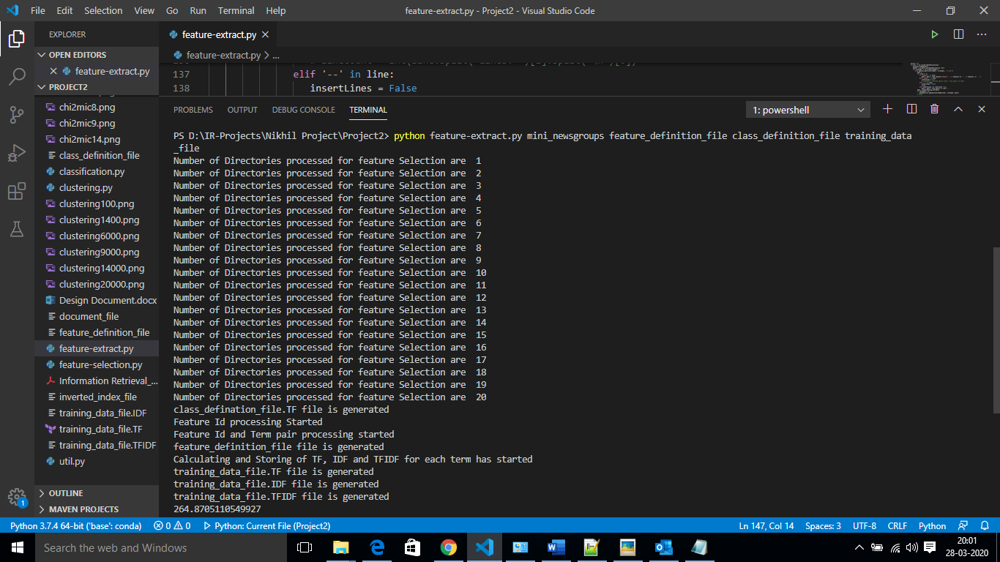 File Edit Selection View Go Run Terminal Help feature-extract.py - Project2 - Visual Studio Code
EXPLORER
OPEN EDITORS
feature-extract.py
PROJECT2
chi2mic8.png
chi2mic9.png
chi2mic14.png
class_definition_file
classification.py
clustering.py
clustering100.png
clustering1400.png
clustering6000.png
clustering9000.png
clustering14000.png
clustering20000.png
Design Document.docx
document_file
feature_definition_file
feature-extract.py
feature-selection.py
Information Retrieval_...
inverted_index_file
training_data_file.IDF
training_data_file.TF
training_data_file.TFIDF
util.py
OUTLINE
MAVEN PROJECTS
feature-extract.py
feature-extract.py > ...
137 elif '--' in line:
138 insertLines = False
PROBLEMS OUTPUT DEBUG CONSOLE TERMINAL 1: powershell
PS D:\IR-Projects\Nikhil Project\Project2> python feature-extract.py mini_newsgroups feature_definition_file class_definition_file training_data
_file
Number of Directories processed for feature Selection are 1
Number of Directories processed for feature Selection are 2
Number of Directories processed for feature Selection are 3
Number of Directories processed for feature Selection are 4
Number of Directories processed for feature Selection are 5
Number of Directories processed for feature Selection are 6
Number of Directories processed for feature Selection are 7
Number of Directories processed for feature Selection are 8
Number of Directories processed for feature Selection are 9
Number of Directories processed for feature Selection are 10
Number of Directories processed for feature Selection are 11
Number of Directories processed for feature Selection are 12
Number of Directories processed for feature Selection are 13
Number of Directories processed for feature Selection are 14
Number of Directories processed for feature Selection are 15
Number of Directories processed for feature Selection are 16
Number of Directories processed for feature Selection are 17
Number of Directories processed for feature Selection are 18
Number of Directories processed for feature Selection are 19
Number of Directories processed for feature Selection are 20
class_defination_file.TF file is generated
Feature Id processing Started
Feature Id and Term pair processing started
feature_definition_file file is generated
Calculating and Storing of TF, IDF and TFIDF for each term has started
training_data_file.TF file is generated
training_data_file.IDF file is generated
training_data_file.TFIDF file is generated
264.8705110549927
1
Python 3.7.4 64-bit ('base': conda) 0 0 Python: Current File (Project2) Ln 147, Col 14 Spaces: 3 UTF-8 CRLF Python
Search the web and Windows
20:01
28-03-2020